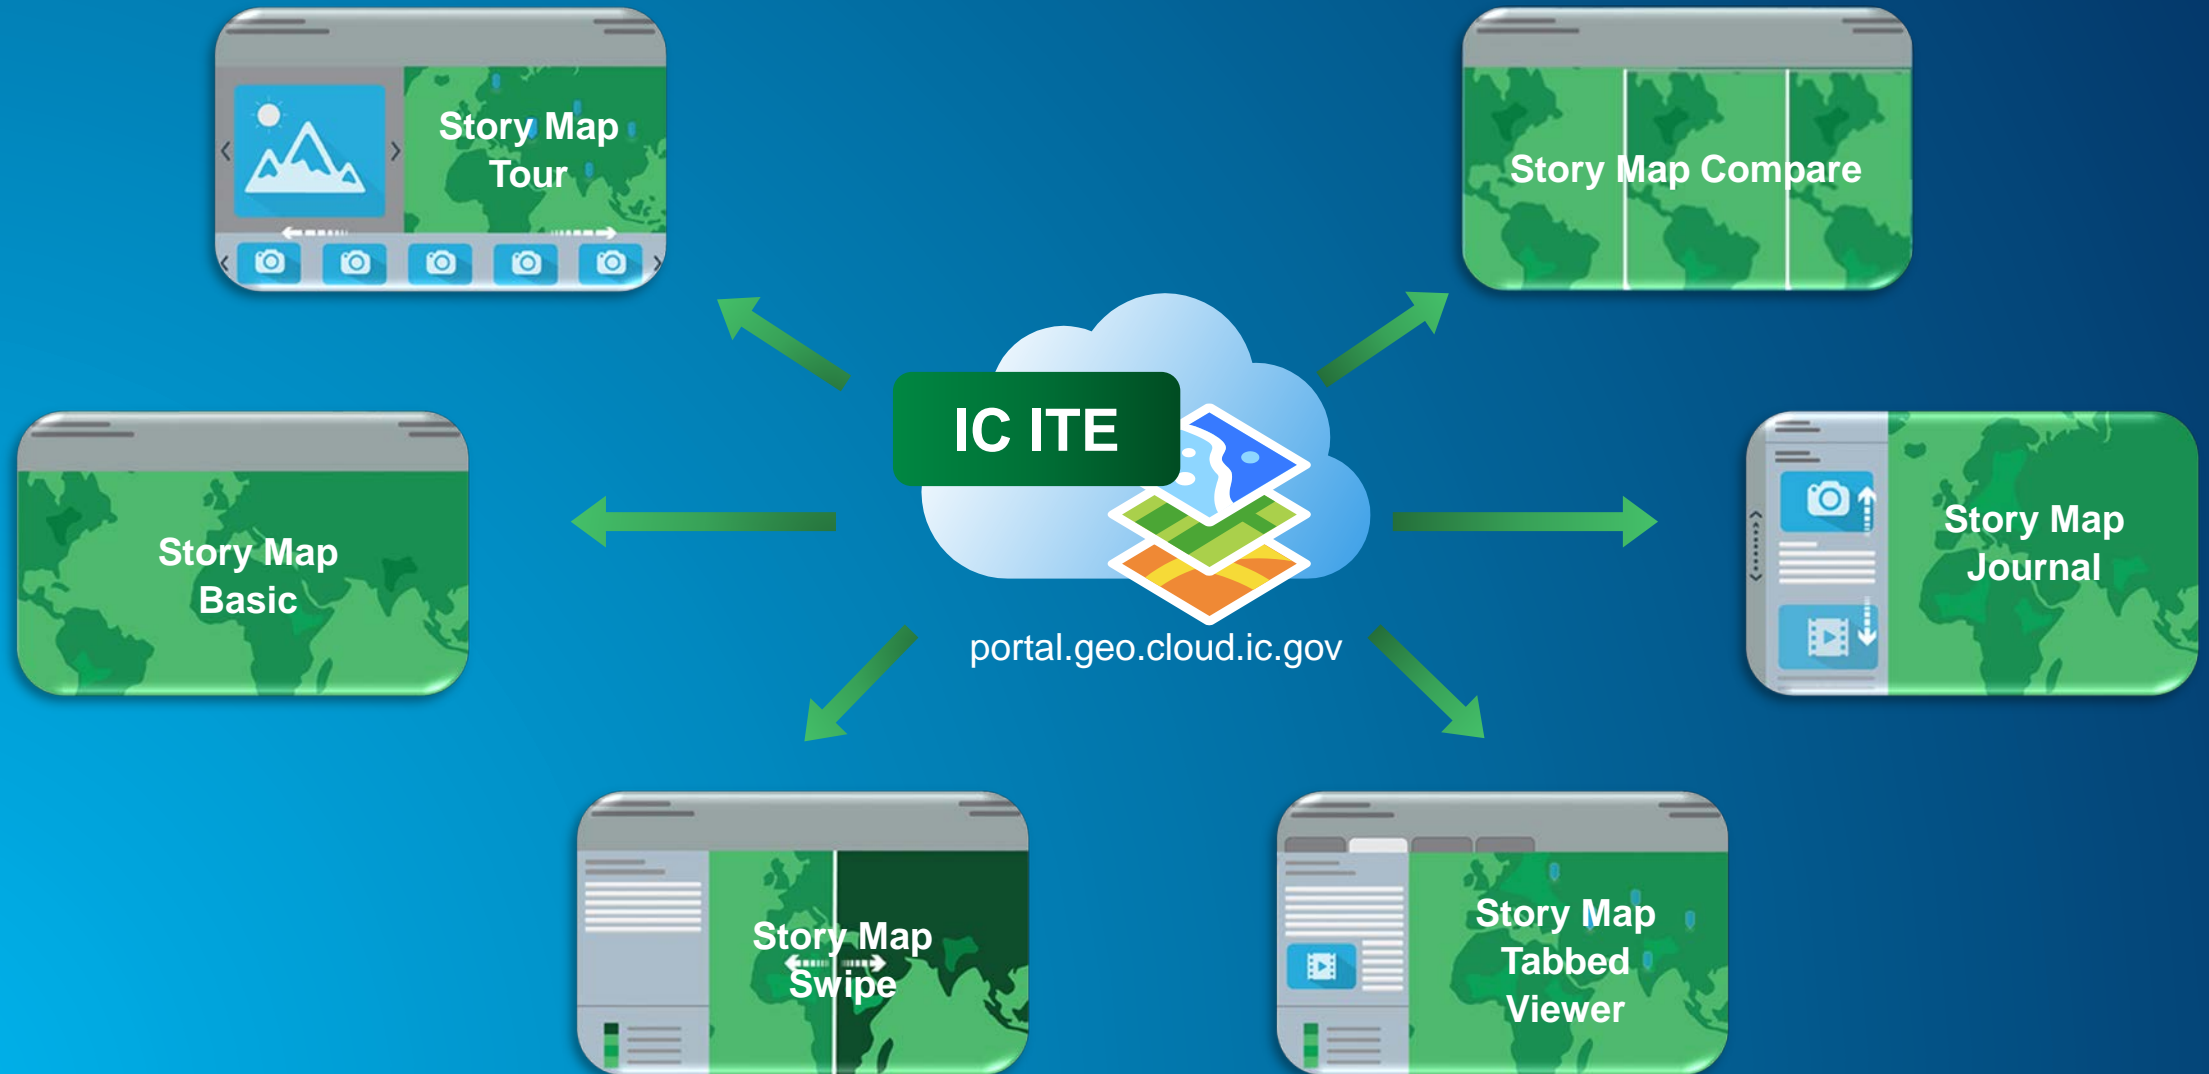 Story Map
Tour
Story Map Compare
IC ITE
portal.geo.cloud.ic.gov
Story Map
Basic
Story Map
Journal
Story Map
Swipe
Story Map
Tabbed
Viewer